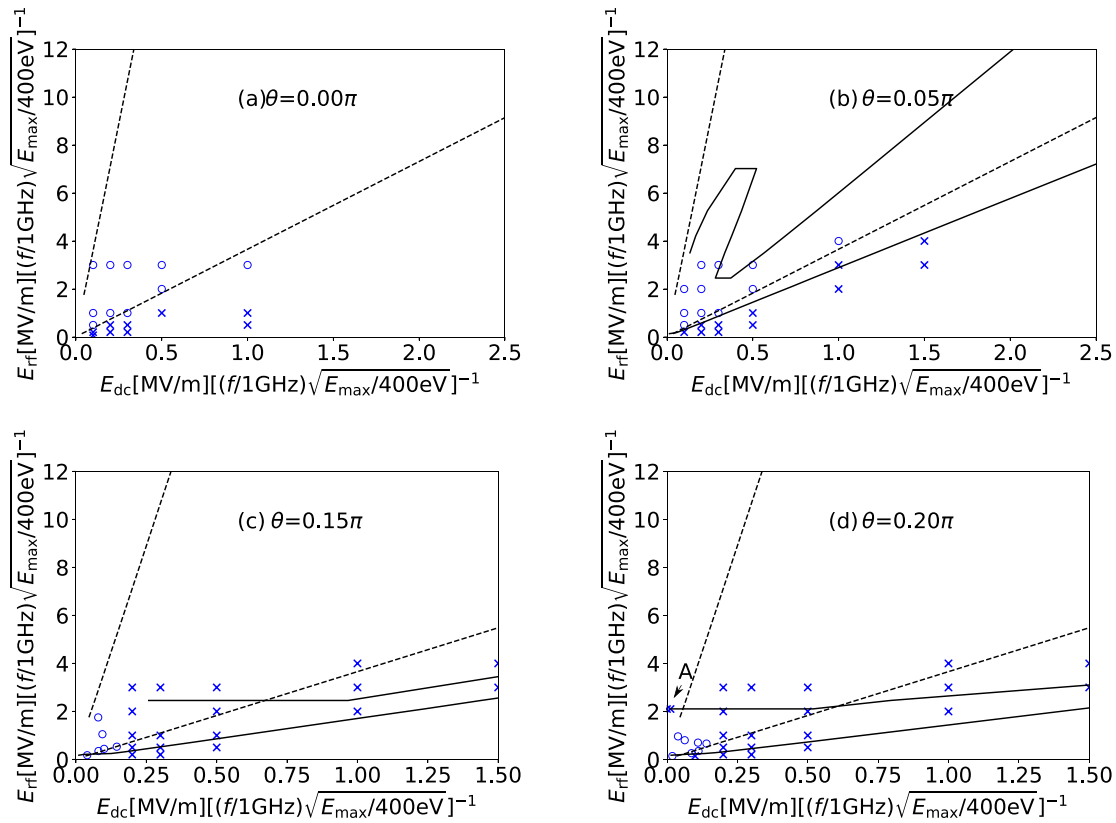 (a)θ=0.00π
E_rf[MV/m][(f/1GHz)√E_max/400eV]⁻¹
12
10
8
6
4
2
0
0.0 0.5 1.0 1.5 2.0 2.5
E_dc[MV/m][(f/1GHz)√E_max/400eV]⁻¹
(b) θ=0.05π
E_rf[MV/m][(f/1GHz)√E_max/400eV]⁻¹
12
10
8
6
4
2
0
0.0 0.5 1.0 1.5 2.0 2.5
E_dc[MV/m][(f/1GHz)√E_max/400eV]⁻¹
(c) θ=0.15π
E_rf[MV/m][(f/1GHz)√E_max/400eV]⁻¹
12
10
8
6
4
2
0
0.00 0.25 0.50 0.75 1.00 1.25 1.50
E_dc[MV/m][(f/1GHz)√E_max/400eV]⁻¹
(d) θ=0.20π
E_rf[MV/m][(f/1GHz)√E_max/400eV]⁻¹
12
10
8
6
4
A
2
0
0.00 0.25 0.50 0.75 1.00 1.25 1.50
E_dc[MV/m][(f/1GHz)√E_max/400eV]⁻¹